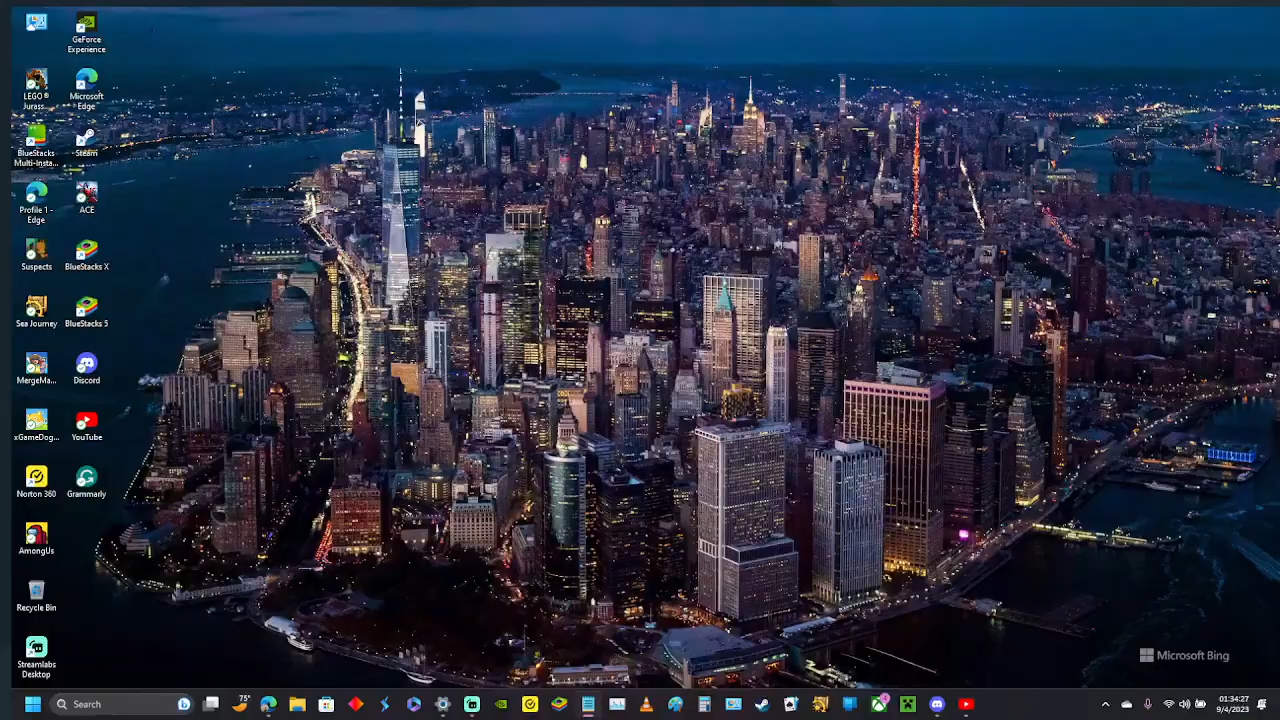 GeForce
Experience
LEGO®
Jurass...
Microsoft
Edge
BlueStacks
Multi-Insta...
Steam
Profile 1 -
Edge
ACE
Suspects
BlueStacks X
Sea Journey
BlueStacks 5
MergeMa...
Discord
xGameDog...
YouTube
Norton 360
Grammarly
AmongUs
Recycle Bin
Streamlabs
Desktop
Microsoft Bing
Search
75°
01:34:27
9/4/2023